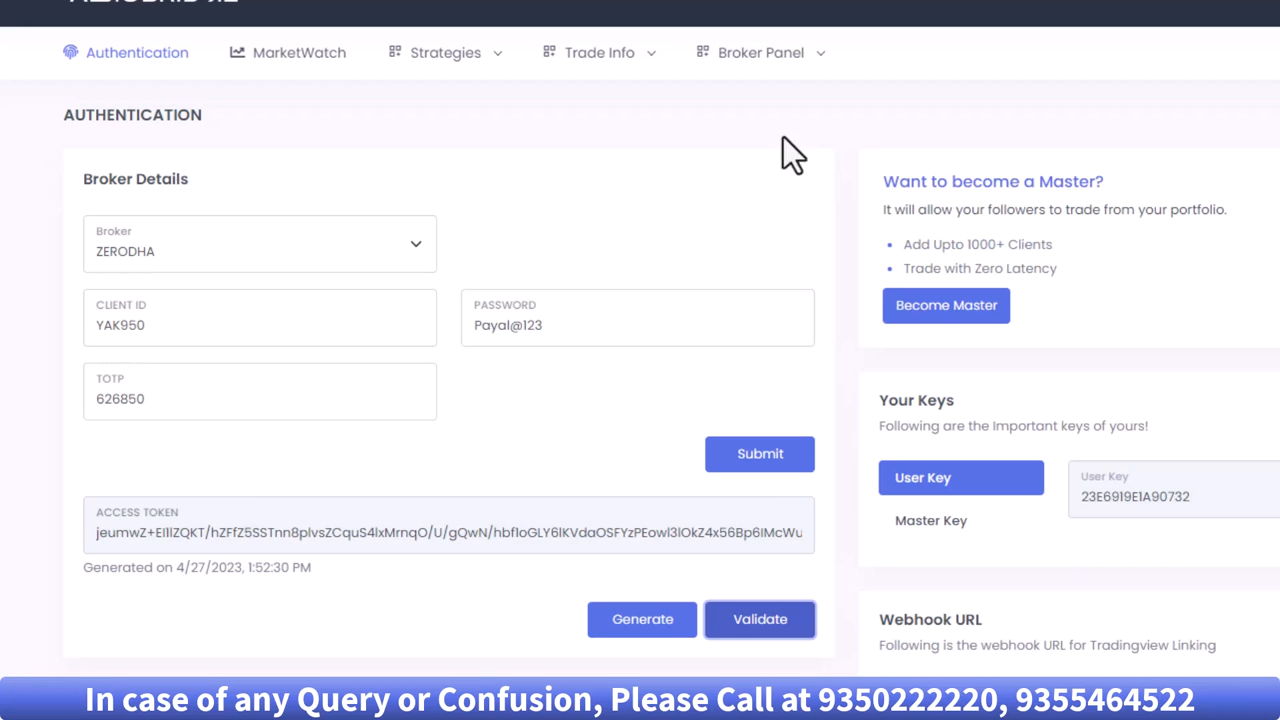 Authentication MarketWatch Strategies Trade Info Broker Panel
AUTHENTICATION
Broker Details
Broker
ZERODHA
CLIENT ID
YAK950
PASSWORD
Payal@123
TOTP
626850
Submit
ACCESS TOKEN
Generated on 4/27/2023, 1:52:30 PM
Generate Validate
Want to become a Master?
It will allow your followers to trade from your portfolio.
• Add Upto 1000+ Clients
• Trade with Zero Latency
Become Master
Your Keys
Following are the Important keys of yours!
User Key
Master Key
User Key
23E6919E1A90732
Webhook URL
Following is the webhook URL for Tradingview Linking
In case of any Query or Confusion, Please Call at 9350222220, 9355464522